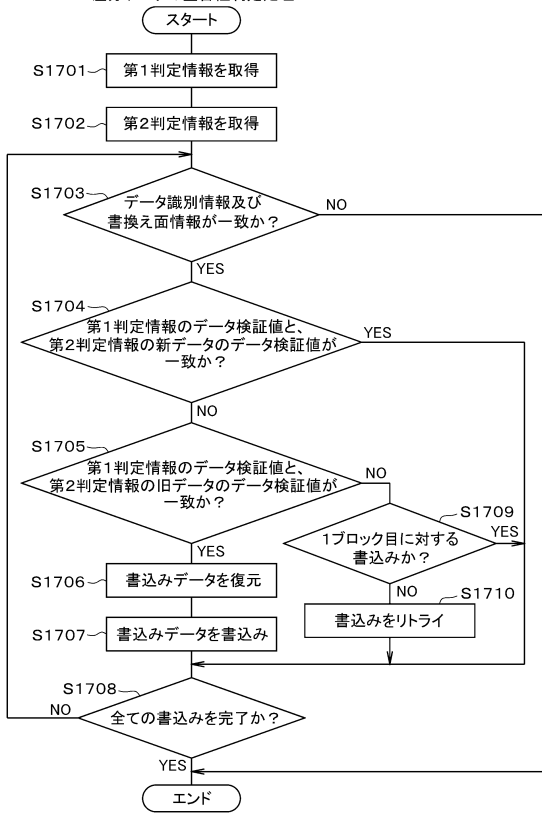 スタート
S1701
第1判定情報を取得
S1702
第2判定情報を取得
S1703
データ識別情報及び
書換え面情報が一致か？
NO
YES
S1704
第1判定情報のデータ検証値と、
第2判定情報の新データのデータ検証値が
一致か？
YES
NO
S1705
第1判定情報のデータ検証値と、
第2判定情報の旧データのデータ検証値が
一致か？
NO
YES
S1709
1ブロック目に対する
書込みか？
YES
NO
S1706
書込みデータを復元
S1710
書込みをリトライ
S1707
書込みデータを書込み
S1708
全ての書込みを完了か？
NO
YES
エンド